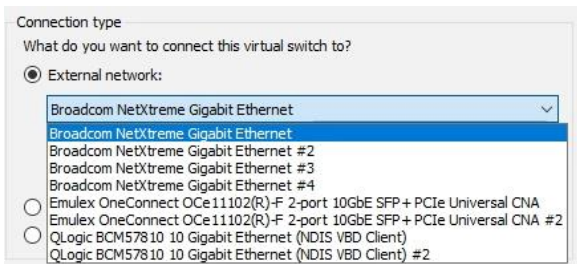 Connection type
What do you want to connect this virtual switch to?
External network:
Broadcom NetXtreme Gigabit Ethernet
Broadcom NetXtreme Gigabit Ethernet
Broadcom NetXtreme Gigabit Ethernet #2
Broadcom NetXtreme Gigabit Ethernet #3
Broadcom NetXtreme Gigabit Ethernet #4
Emulex OneConnect OCe11102(R)-F 2-port 10GbE SFP+ PCIe Universal CNA
Emulex OneConnect OCe11102(R)-F 2-port 10GbE SFP+ PCIe Universal CNA #2
QLogic BCM57810 10 Gigabit Ethernet (NDIS VBD Client)
QLogic BCM57810 10 Gigabit Ethernet (NDIS VBD Client) #2